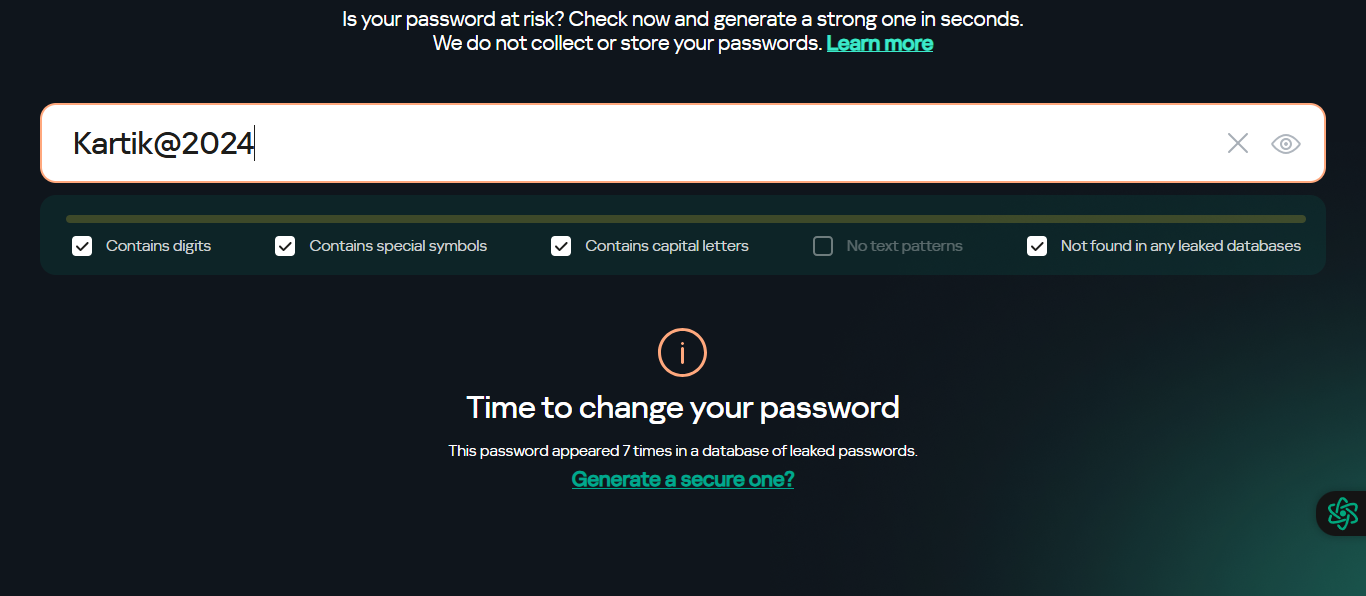 Is your password at risk? Check now and generate a strong one in seconds.
We do not collect or store your passwords. Learn more
Kartik@2024
Contains digits Contains special symbols Contains capital letters No text patterns Not found in any leaked databases
Time to change your password
This password appeared 7 times in a database of leaked passwords.
Generate a secure one?